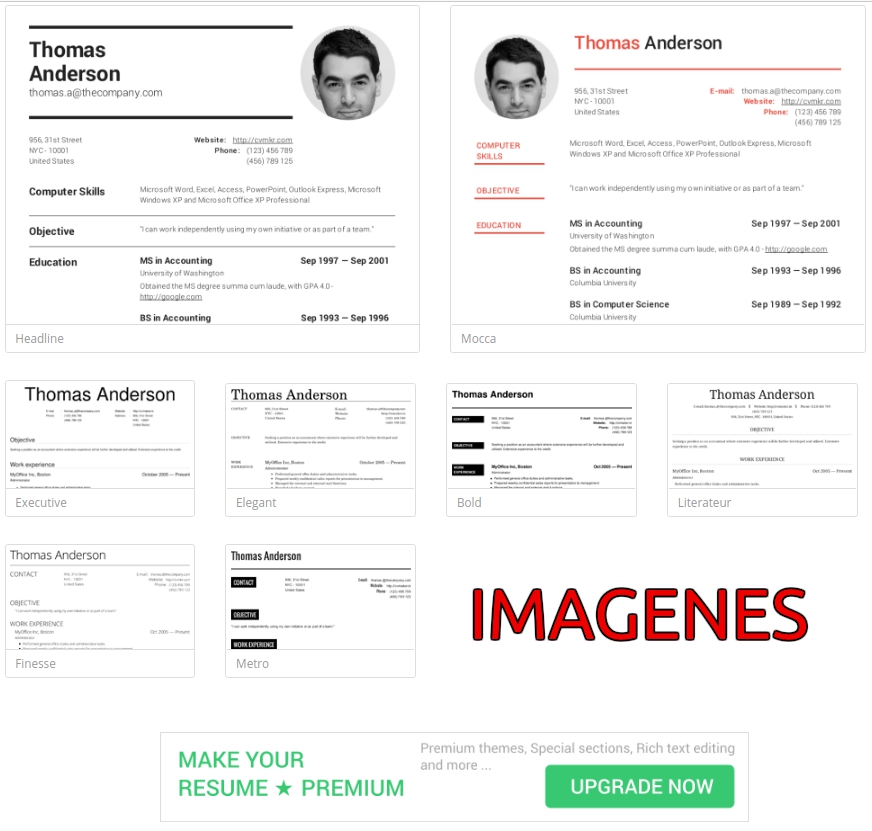 Thomas
Anderson
thomas.a@thecompany.com
956, 31st Street
NYC - 10001
United States
Website: http://cvmkr.com
Phone: (123) 456 789
(456) 789 125
Computer Skills
Microsoft Word, Excel, Access, PowerPoint, Outlook Express, Microsoft
Windows XP and Microsoft Office XP Professional
Objective
"I can work independently using my own initiative or as part of a team."
Education
MS in Accounting Sep 1997 — Sep 2001
University of Washington
Obtained the MS degree summa cum laude, with GPA 4.0 -
http://google.com
BS in Accounting Sep 1993 — Sep 1996
Headline
Thomas Anderson
956, 31st Street
NYC - 10001
United States
E-mail: thomas.a@thecompany.com
Website: http://cvmkr.com
Phone: (123) 456 789
(456) 789 125
COMPUTER
SKILLS
Microsoft Word, Excel, Access, PowerPoint, Outlook Express, Microsoft
Windows XP and Microsoft Office XP Professional
OBJECTIVE
"I can work independently using my own initiative or as part of a team."
EDUCATION
MS in Accounting Sep 1997 — Sep 2001
University of Washington
Obtained the MS degree summa cum laude, with GPA 4.0 - http://google.com
BS in Accounting Sep 1993 — Sep 1996
Columbia University
BS in Computer Science Sep 1989 — Sep 1992
Columbia University
Mocca
Thomas Anderson
Objective
Work experience
MyOffice Inc, Boston October 2005 — Present
Executive
Thomas Anderson
CONTACT
OBJECTIVE
WORK
EXPERIENCE
MyOffice Inc, Boston October 2005 — Present
Elegant
Thomas Anderson
CONTACT
OBJECTIVE
WORK
EXPERIENCE
MyOffice Inc, Boston Oct 2005 — Present
Bold
Thomas Anderson
OBJECTIVE
WORK EXPERIENCE
MyOffice Inc, Boston Oct 2005 — Present
Literateur
Thomas Anderson
CONTACT
OBJECTIVE
WORK EXPERIENCE
MyOffice Inc, Boston Oct 2005 — Present
Finesse
Thomas Anderson
CONTACT
OBJECTIVE
"I can work independently using my own initiative or as part of a team."
WORK EXPERIENCE
Metro
IMAGENES
MAKE YOUR
RESUME ★ PREMIUM
Premium themes, Special sections, Rich text editing
and more ...
UPGRADE NOW